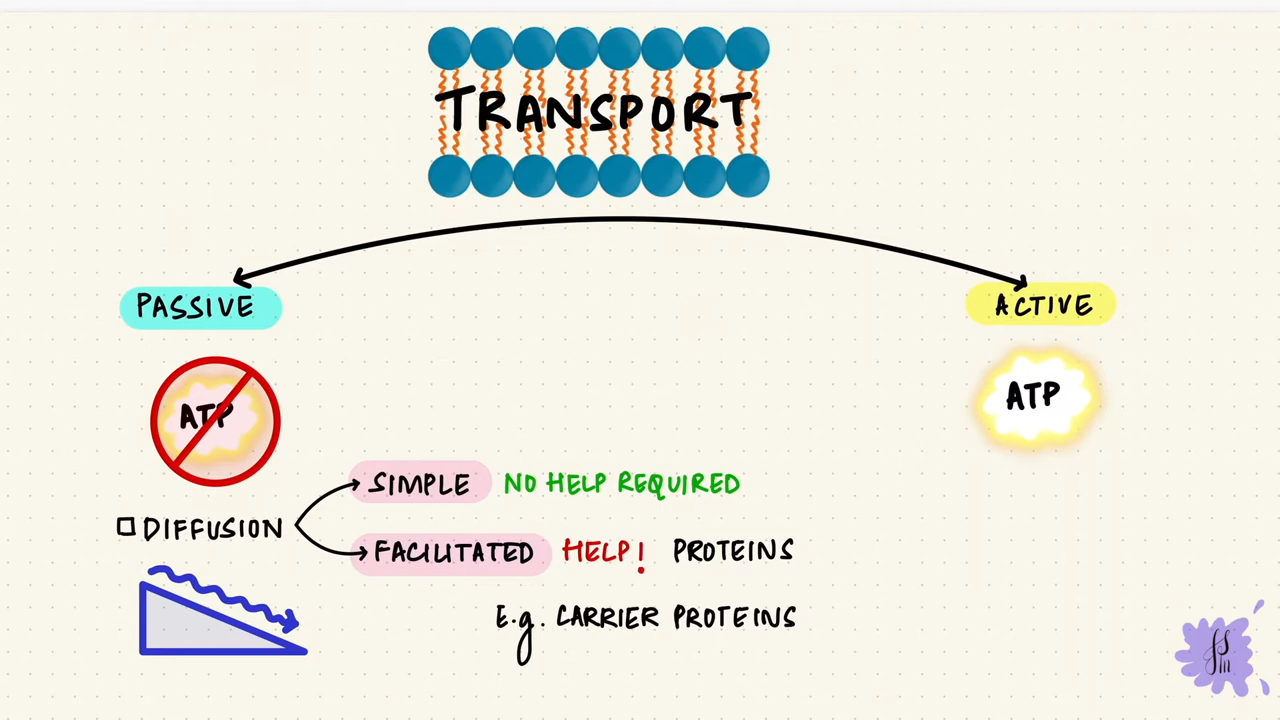 TRANSPORT
PASSIVE
ACTIVE
ATP
ATP
SIMPLE NO HELP REQUIRED
DIFFUSION
FACILITATED HELP! PROTEINS
E.g. CARRIER PROTEINS